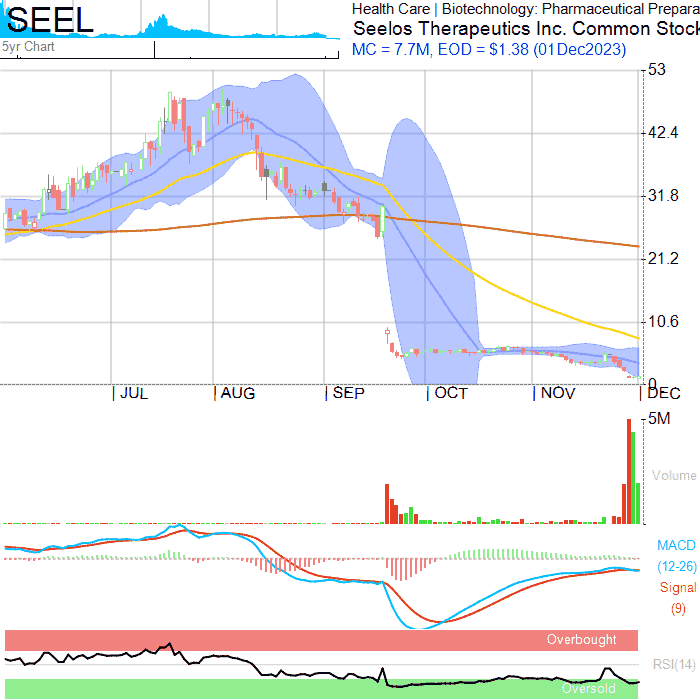 SEEL
Health Care | Biotechnology: Pharmaceutical Prepara
Seelos Therapeutics Inc. Common Stock
MC = 7.7M, EOD = $1.38 (01Dec2023)
5yr Chart
53
42.4
31.8
21.2
10.6
0
JUL AUG SEP OCT NOV DEC
5M
Volume
MACD
(12-26)
Signal
(9)
Overbought
RSI(14)
Oversold